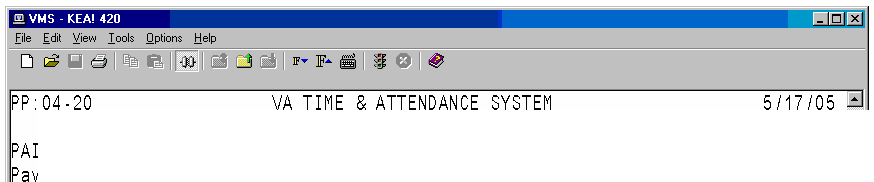 VMS - KEA! 420
File Edit View Tools Options Help
PP:04-20 VA TIME & ATTENDANCE SYSTEM 5/17/05
PAI
Pay